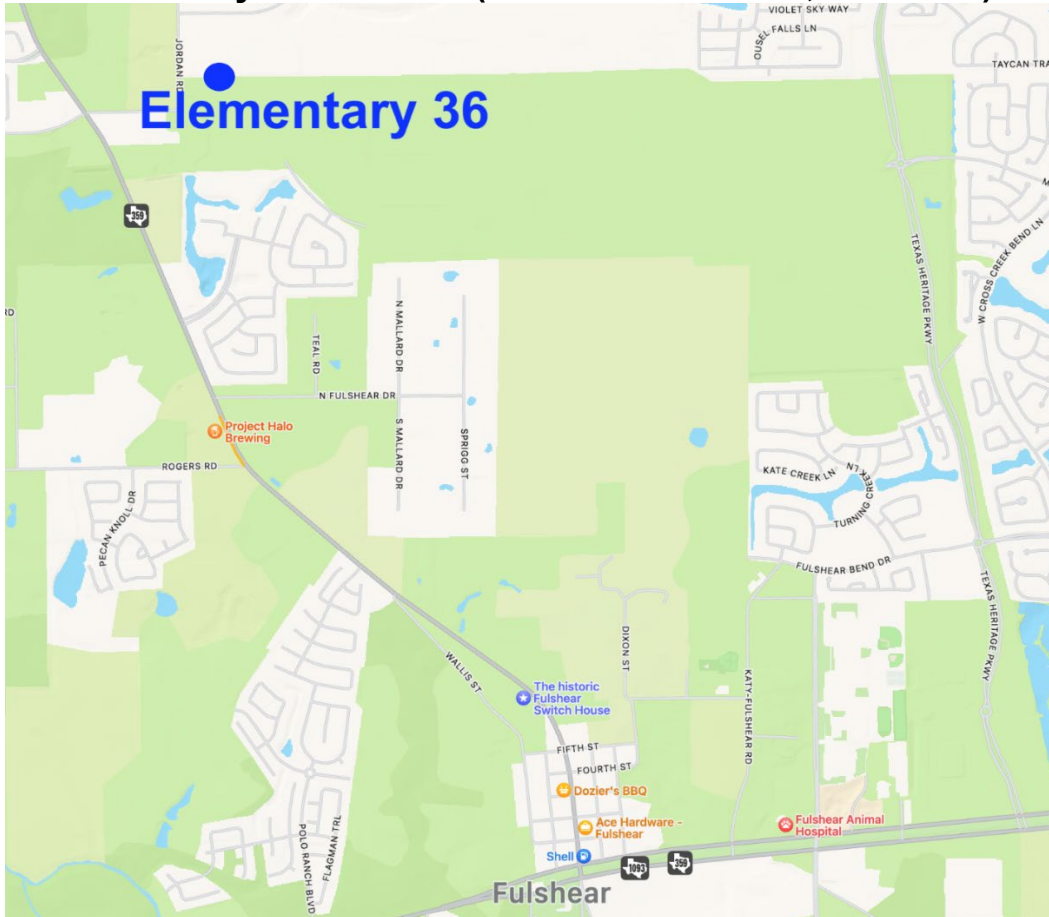 VIOLET SKY WAY
OUSEL FALLS LN
JORDAN RD
TAYCAN TRA
Elementary 36
359
M
W CROSS CREEK BEND LN
TEXAS HERITAGE PKWY
RD
N MALLARD DR
TEAL RD
N FULSHEAR DR
SPRIGG ST
S MALLARD DR
Project Halo
Brewing
ROGERS RD
PECAN KNOLL DR
KATE CREEK LN
TURNING CREEK LN
FULSHEAR BEND DR
TEXAS HERITAGE PKWY
DIXON ST
WALLIS ST
KATY-FULSHEAR RD
The historic
Fulshear
Switch House
FIFTH ST
FOURTH ST
Dozier's BBQ
Ace Hardware -
Fulshear
Fulshear Animal
Hospital
POLO RANCH BLVD
FLAGMAN TRL
Shell
1093
359
Fulshear